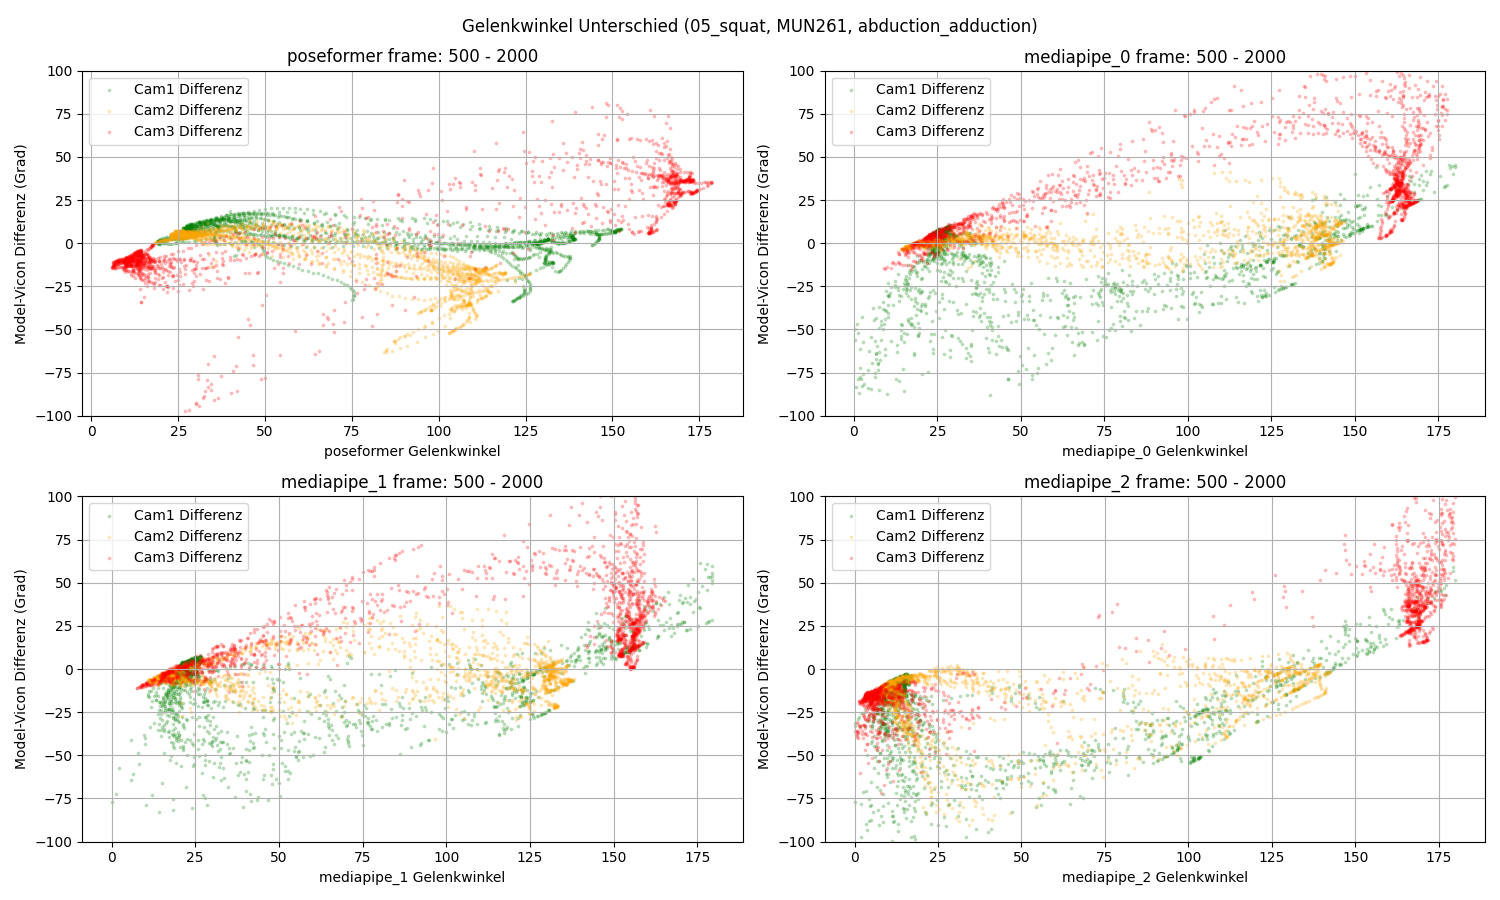 Gelenkwinkel Unterschied (05_squat, MUN261, abduction_adduction)
poseformer frame: 500 - 2000
Cam1 Differenz
Cam2 Differenz
Cam3 Differenz
Model-Vicon Differenz (Grad)
100
75
50
25
0
−25
−50
−75
−100
0 25 50 75 100 125 150 175
poseformer Gelenkwinkel
mediapipe_0 frame: 500 - 2000
Cam1 Differenz
Cam2 Differenz
Cam3 Differenz
Model-Vicon Differenz (Grad)
100
75
50
25
0
−25
−50
−75
−100
0 25 50 75 100 125 150 175
mediapipe_0 Gelenkwinkel
mediapipe_1 frame: 500 - 2000
Cam1 Differenz
Cam2 Differenz
Cam3 Differenz
Model-Vicon Differenz (Grad)
100
75
50
25
0
−25
−50
−75
−100
0 25 50 75 100 125 150 175
mediapipe_1 Gelenkwinkel
mediapipe_2 frame: 500 - 2000
Cam1 Differenz
Cam2 Differenz
Cam3 Differenz
Model-Vicon Differenz (Grad)
100
75
50
25
0
−25
−50
−75
−100
0 25 50 75 100 125 150 175
mediapipe_2 Gelenkwinkel